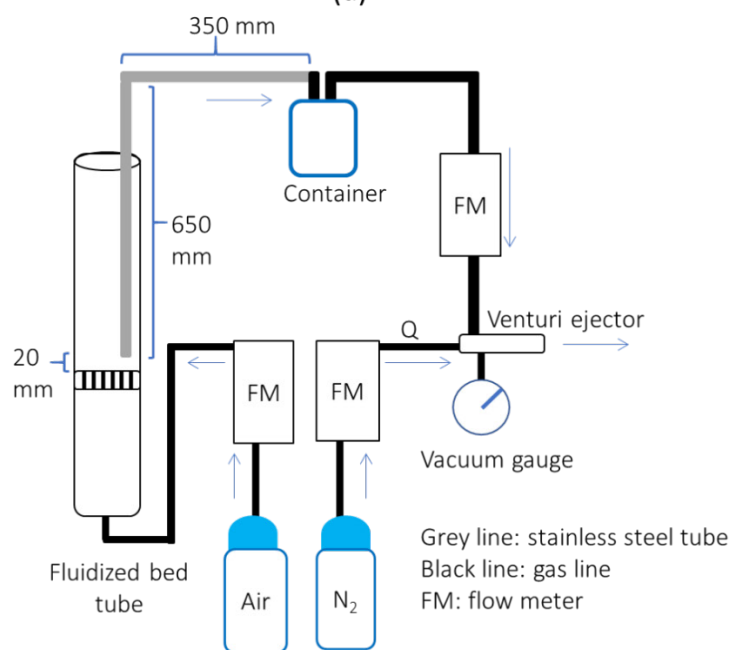 (a)
350 mm
Container
FM
650
mm
Venturi ejector
Q
20
mm
FM
FM
Vacuum gauge
Grey line: stainless steel tube
Black line: gas line
FM: flow meter
Fluidized bed
tube
Air
N₂